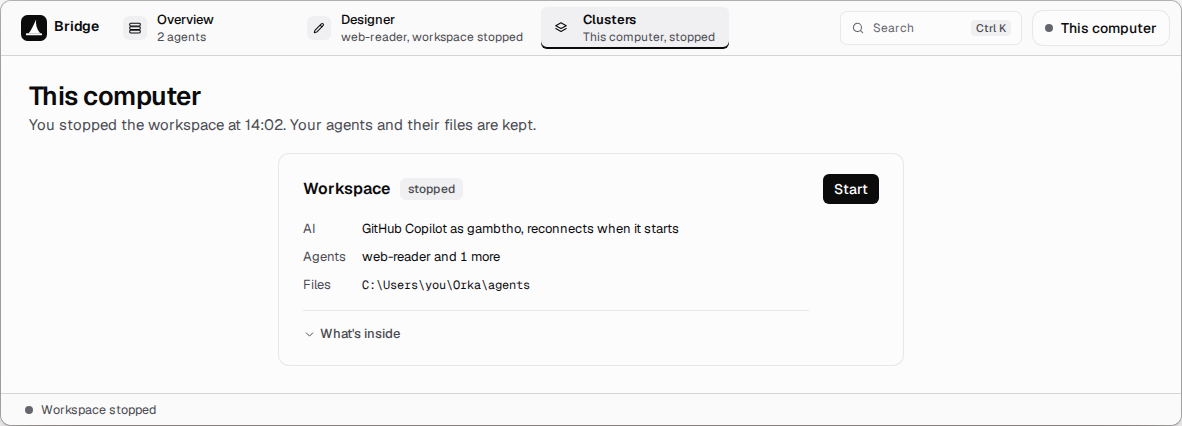 Bridge
Overview
2 agents
Designer
web-reader, workspace stopped
Clusters
This computer, stopped
Search
Ctrl K
This computer
This computer
You stopped the workspace at 14:02. Your agents and their files are kept.
Workspace
stopped
Start
AI
GitHub Copilot as gambtho, reconnects when it starts
Agents
web-reader and 1 more
Files
C:\Users\you\Orka\agents
What's inside
Workspace stopped